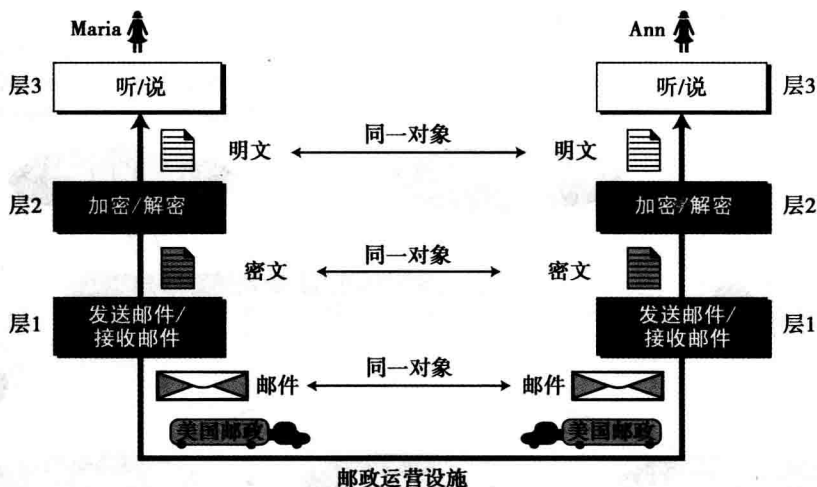 Maria
Ann
层3
听/说
听/说
层3
明文
同一对象
明文
层2
加密/解密
加密/解密
层2
密文
同一对象
密文
层1
发送邮件/
接收邮件
发送邮件/
接收邮件
层1
邮件
同一对象
邮件
美国邮政
美国邮政
邮政运营设施